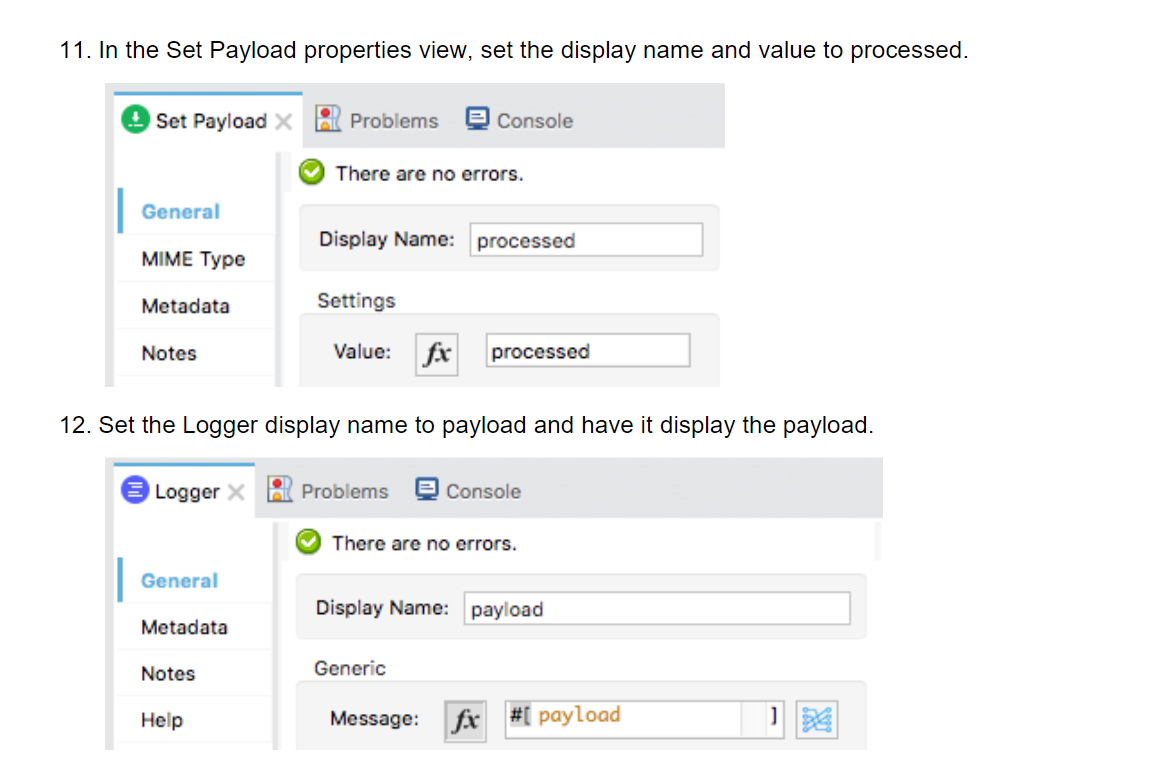 11. In the Set Payload properties view, set the display name and value to processed.
Set Payload Problems Console
There are no errors.
General
Display Name: processed
MIME Type
Metadata
Settings
Notes
Value: fx processed
12. Set the Logger display name to payload and have it display the payload.
Logger Problems Console
There are no errors.
General
Display Name: payload
Metadata
Notes
Generic
Help
Message: fx #[ payload ]